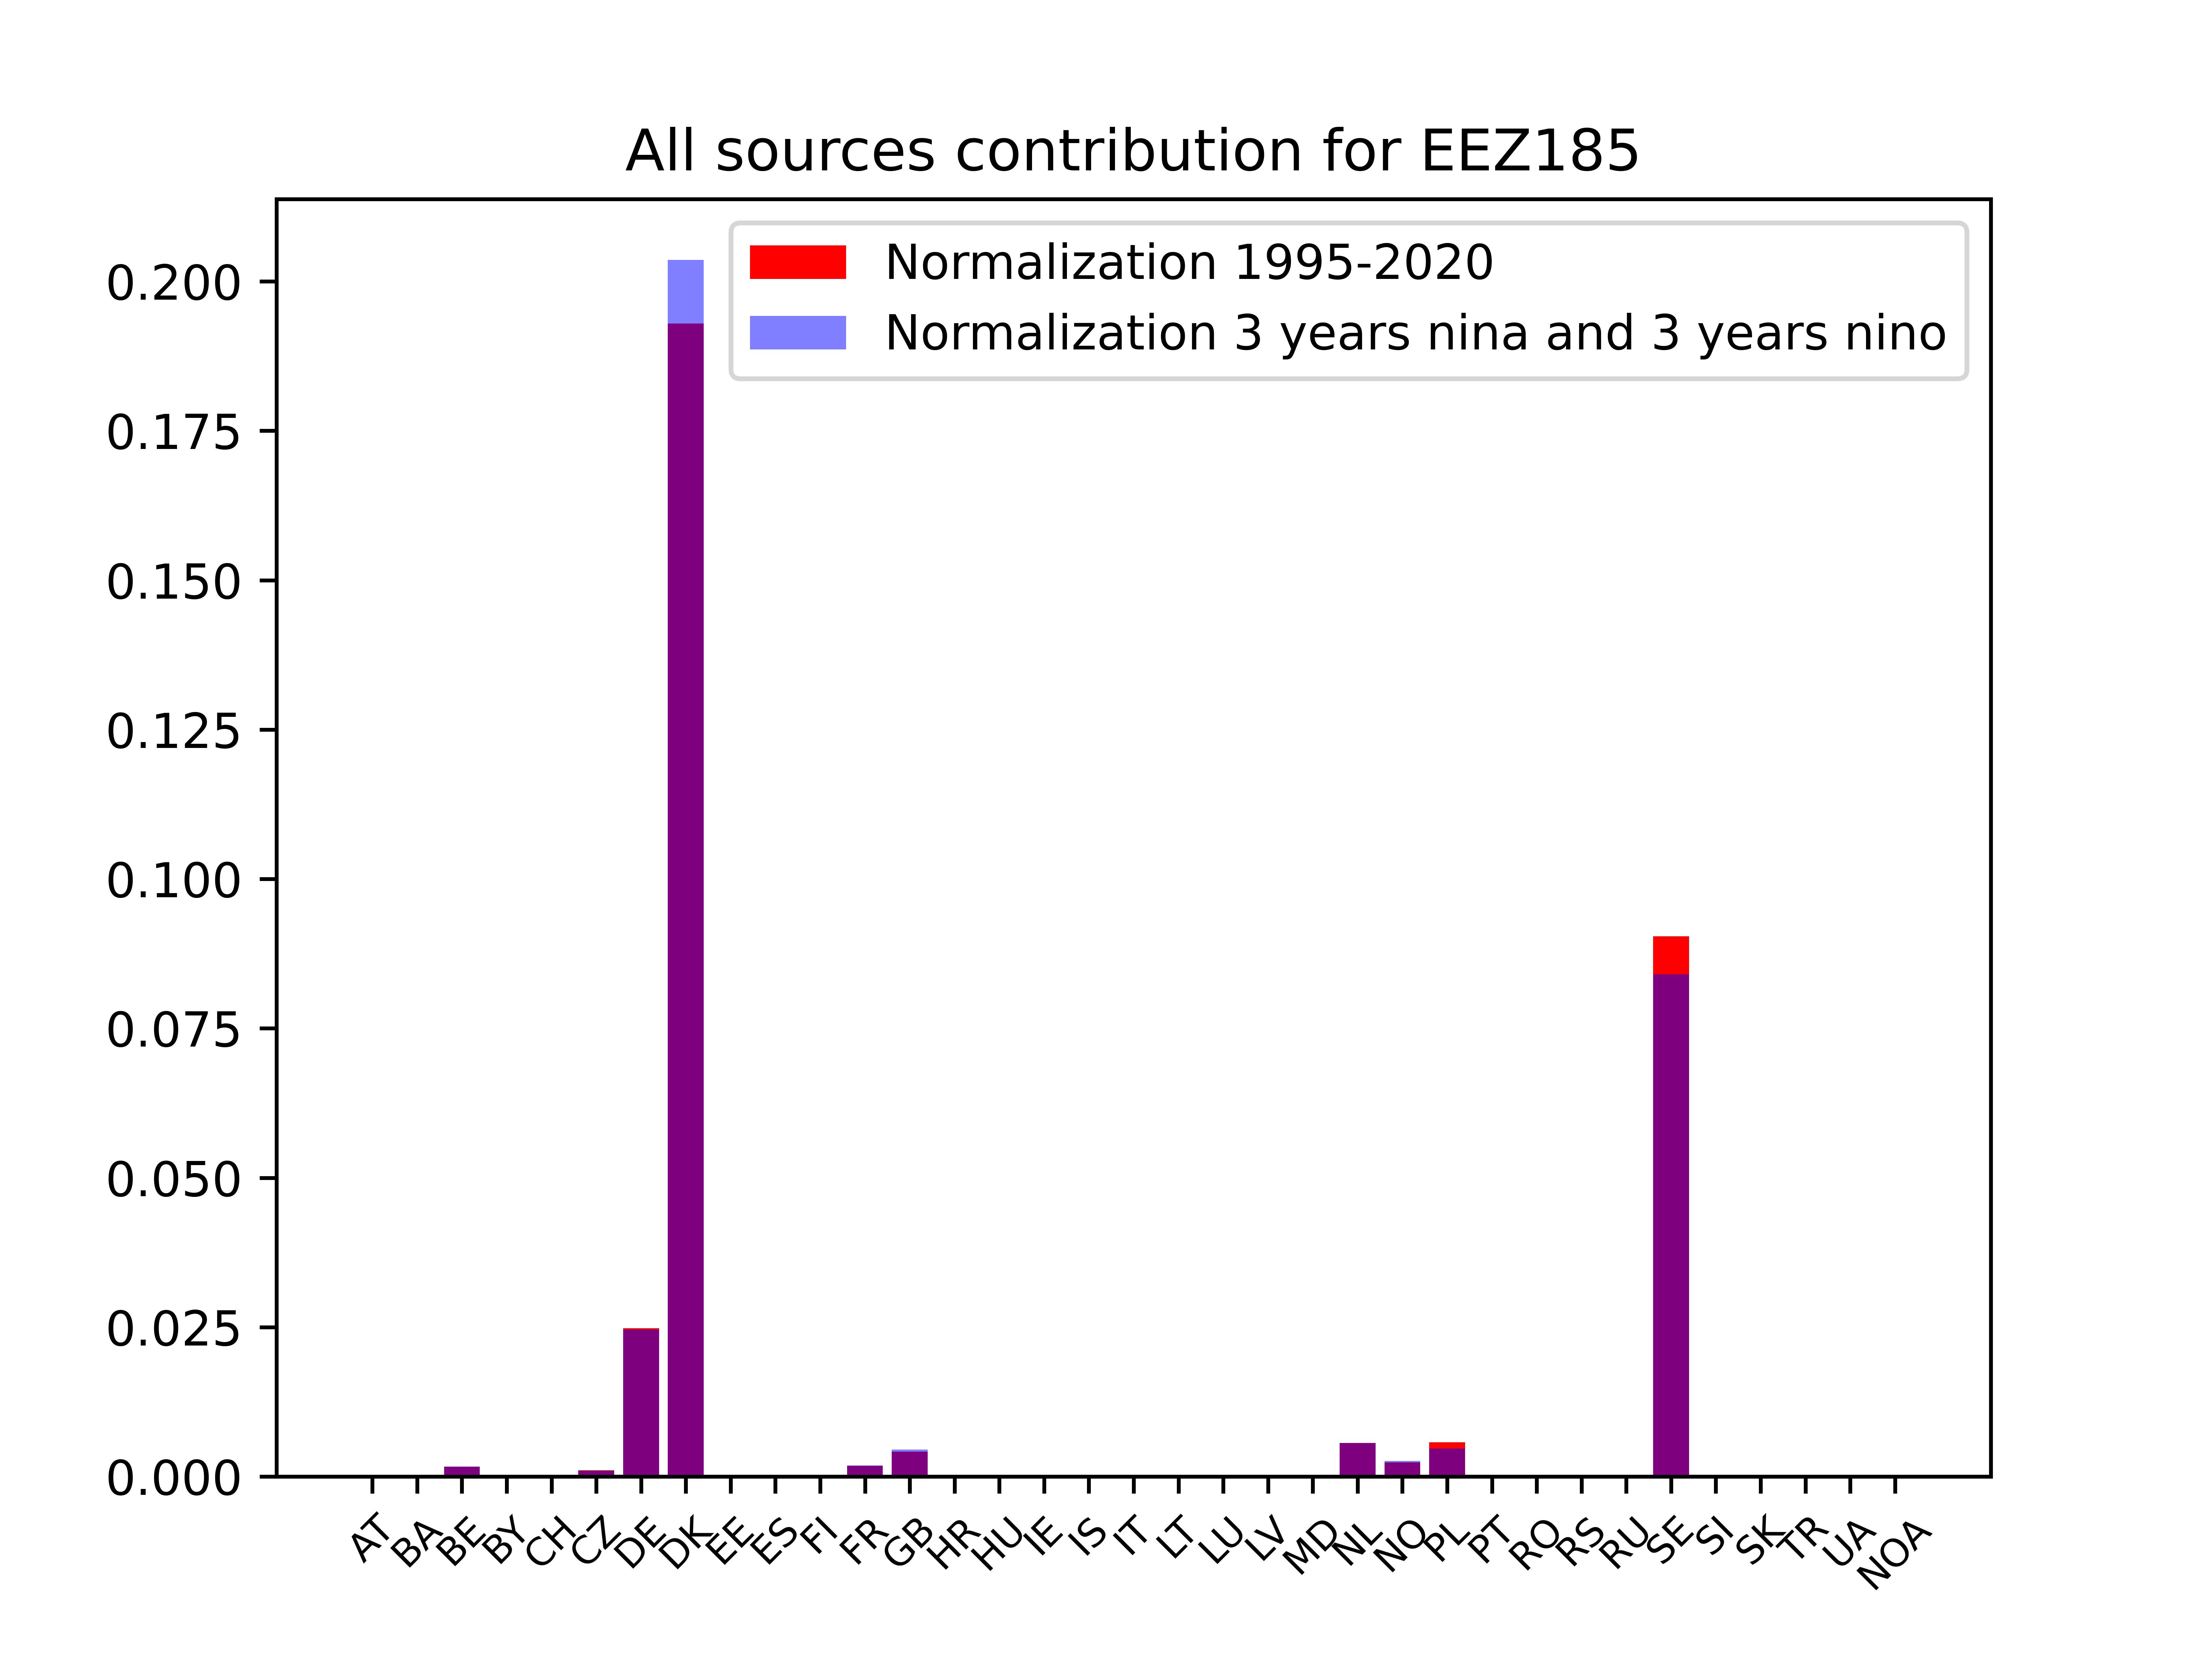 All sources contribution for EEZ185
Normalization 1995-2020
Normalization 3 years nina and 3 years nino
0.200
0.175
0.150
0.125
0.100
0.075
0.050
0.025
0.000
AT BA BE BY CH CZ DE DK EE ES FI FR GB HR HU IE IS IT LT LU LV MD NL NO PL PT RO RS RU SE SI SK TR UA NOA